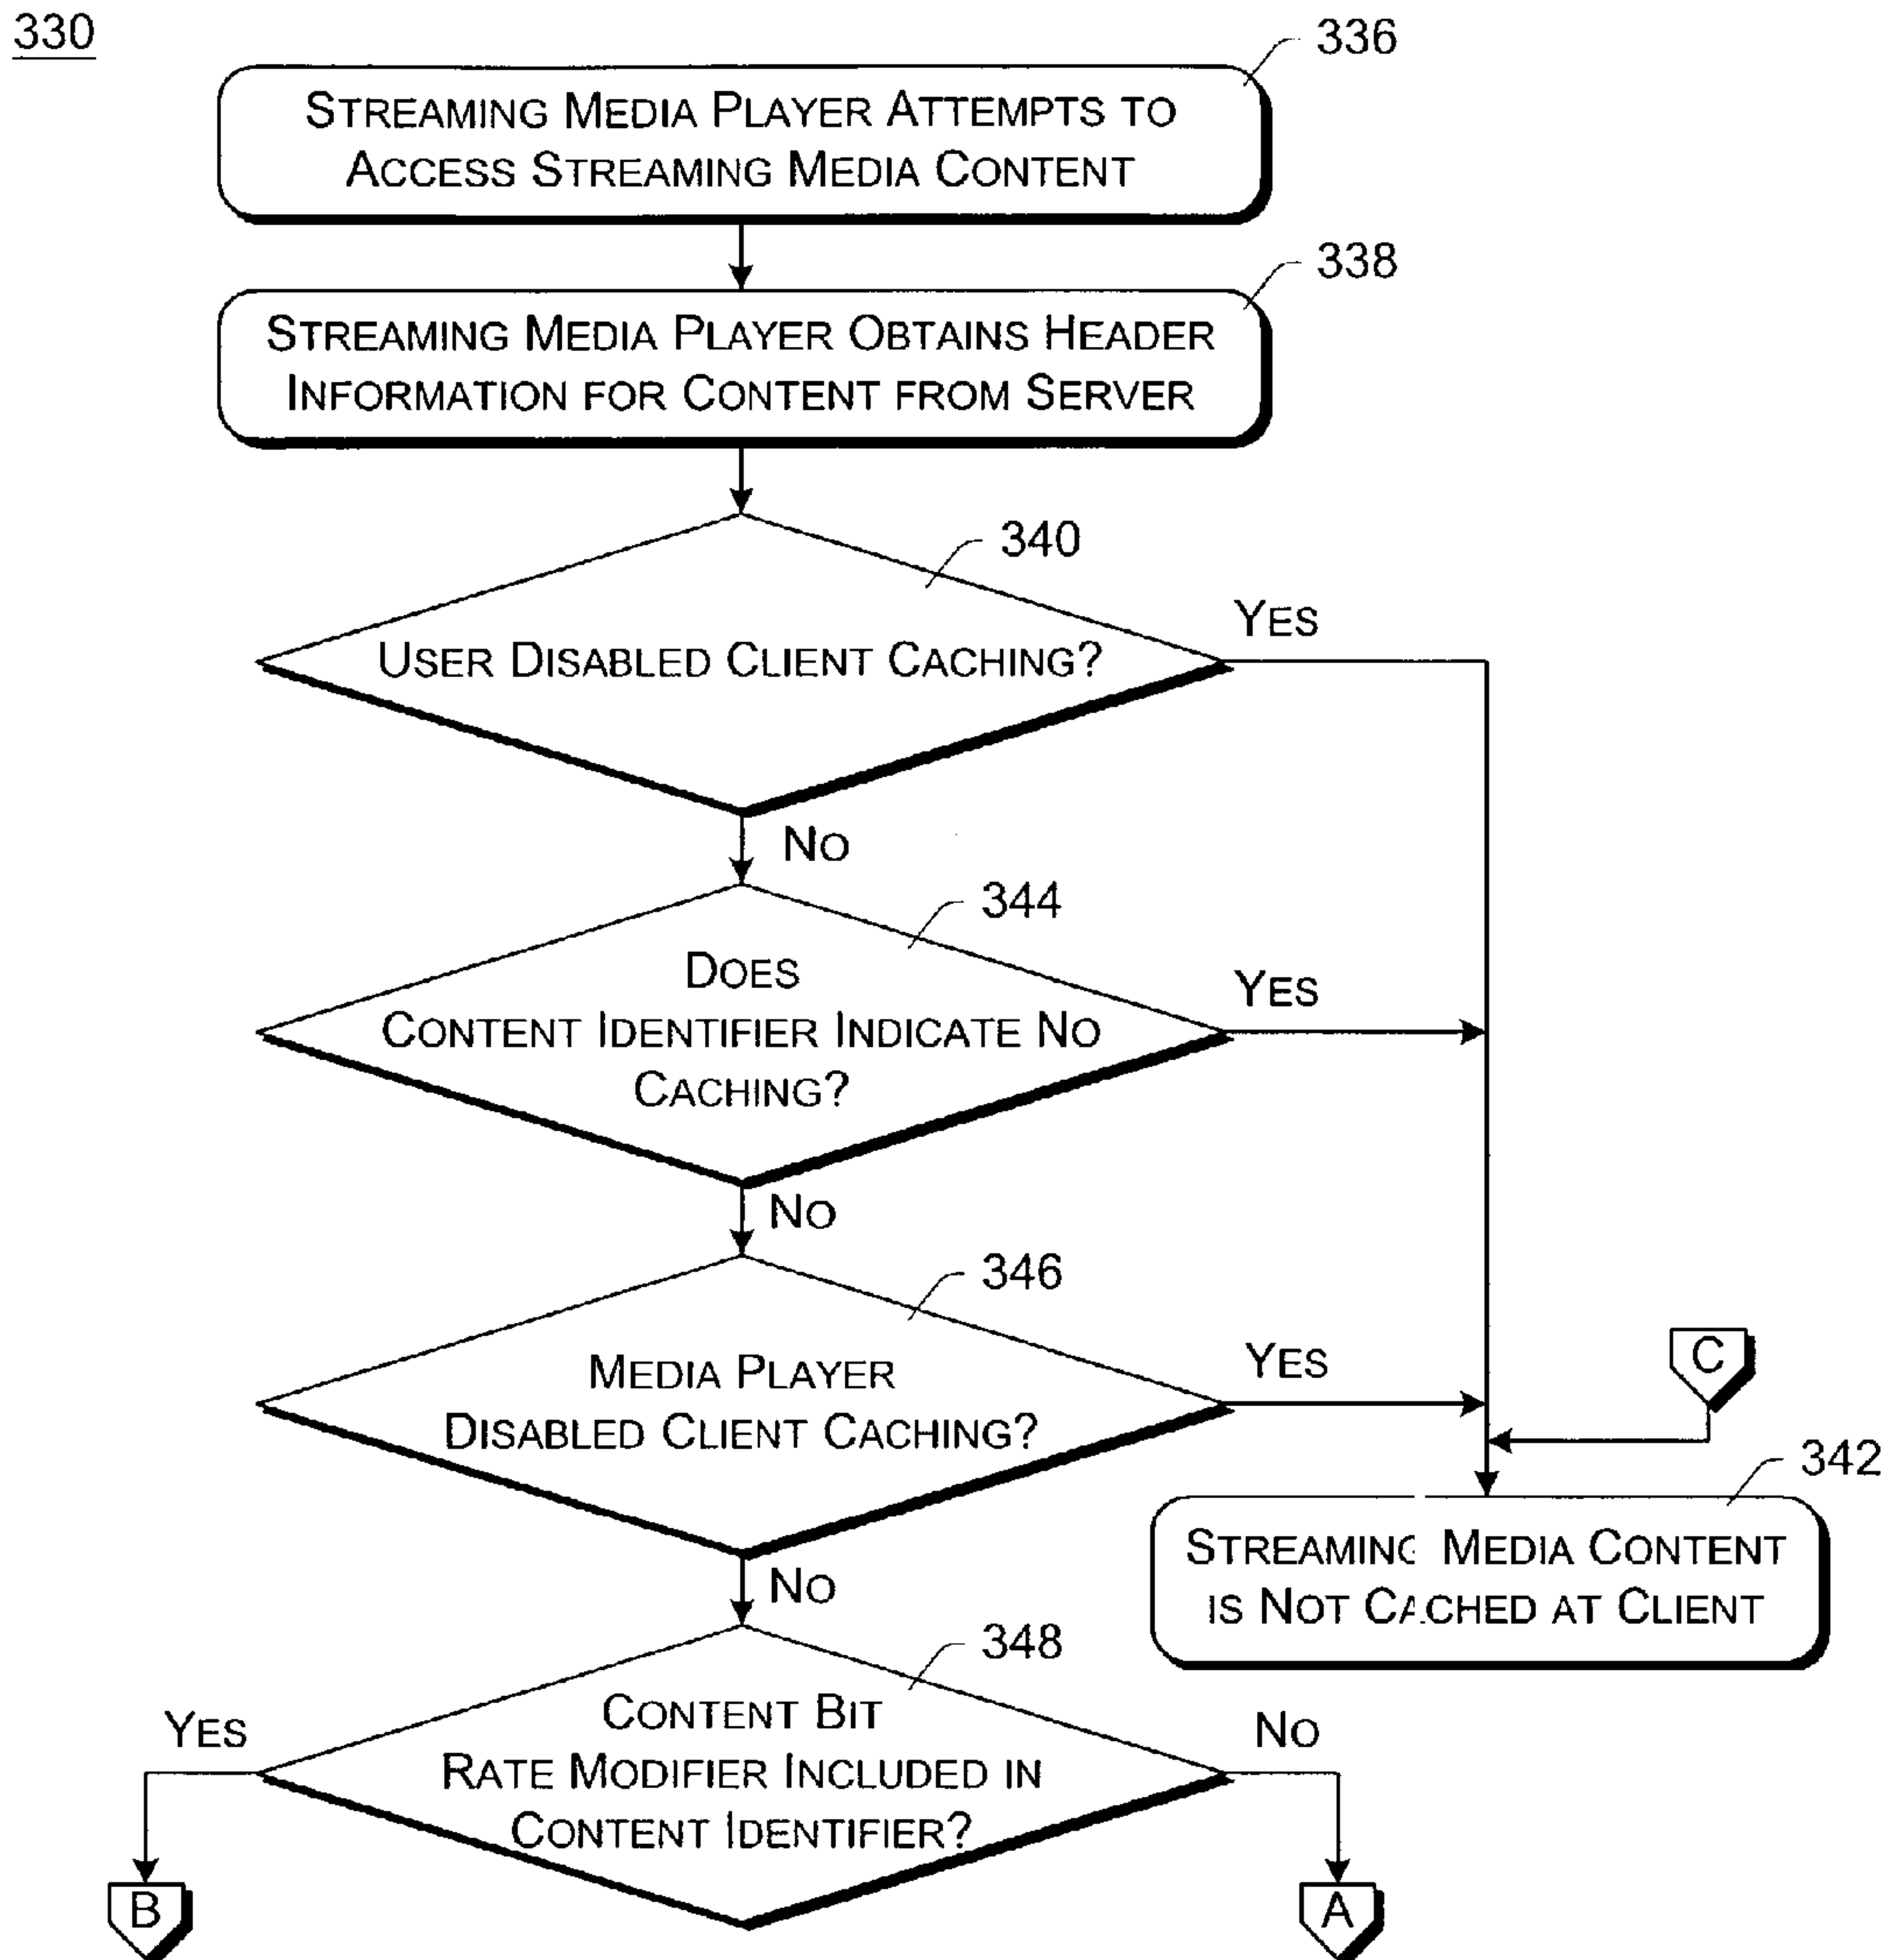 330
336
STREAMING MEDIA PLAYER ATTEMPTS TO
ACCESS STREAMING MEDIA CONTENT
338
STREAMING MEDIA PLAYER OBTAINS HEADER
INFORMATION FOR CONTENT FROM SERVER
340
USER DISABLED CLIENT CACHING?
YES
NO
344
DOES
CONTENT IDENTIFIER INDICATE NO
CACHING?
YES
NO
346
MEDIA PLAYER
DISABLED CLIENT CACHING?
YES
NO
C
342
STREAMING MEDIA CONTENT
IS NOT CACHED AT CLIENT
348
CONTENT BIT
RATE MODIFIER INCLUDED IN
CONTENT IDENTIFIER?
YES
NO
B
A